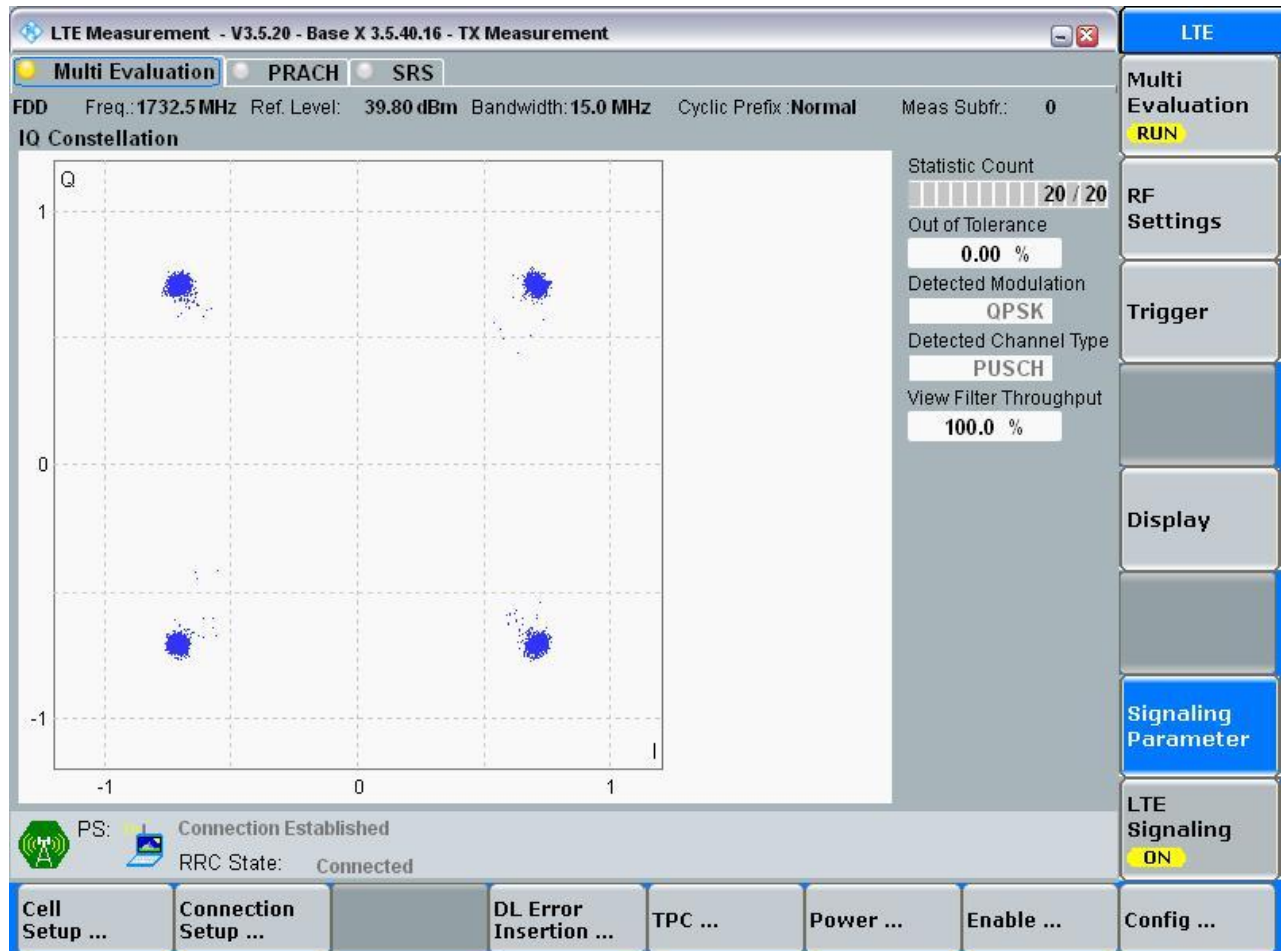 LTE Measurement - V3.5.20 - Base X 3.5.40.16 - TX Measurement
LTE
Multi Evaluation PRACH SRS
FDD Freq.: 1732.5 MHz Ref. Level: 39.80 dBm Bandwidth: 15.0 MHz Cyclic Prefix : Normal Meas Subfr.: 0
IQ Constellation
Q
1
0
-1
-1 0 1
I
Statistic Count
20 / 20
Out of Tolerance
0.00 %
Detected Modulation
QPSK
Detected Channel Type
PUSCH
View Filter Throughput
100.0 %
Multi
Evaluation
RUN
RF
Settings
Trigger
Display
Signaling
Parameter
LTE
Signaling
ON
PS: Connection Established
RRC State: Connected
Cell
Setup ...
Connection
Setup ...
DL Error
Insertion ...
TPC ...
Power ...
Enable ...
Config ...